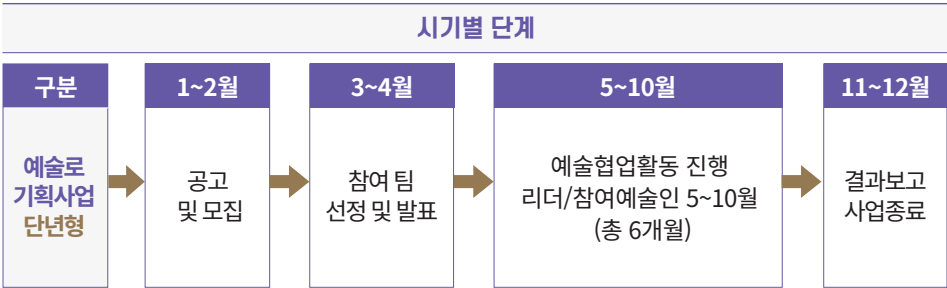 시기별 단계
구분
1~2월
3~4월
5~10월
11~12월
예술로
기획사업
단년형
공고
및 모집
참여 팀
선정 및 발표
예술협업활동 진행
리더/참여예술인 5~10월
(총 6개월)
결과보고
사업종료